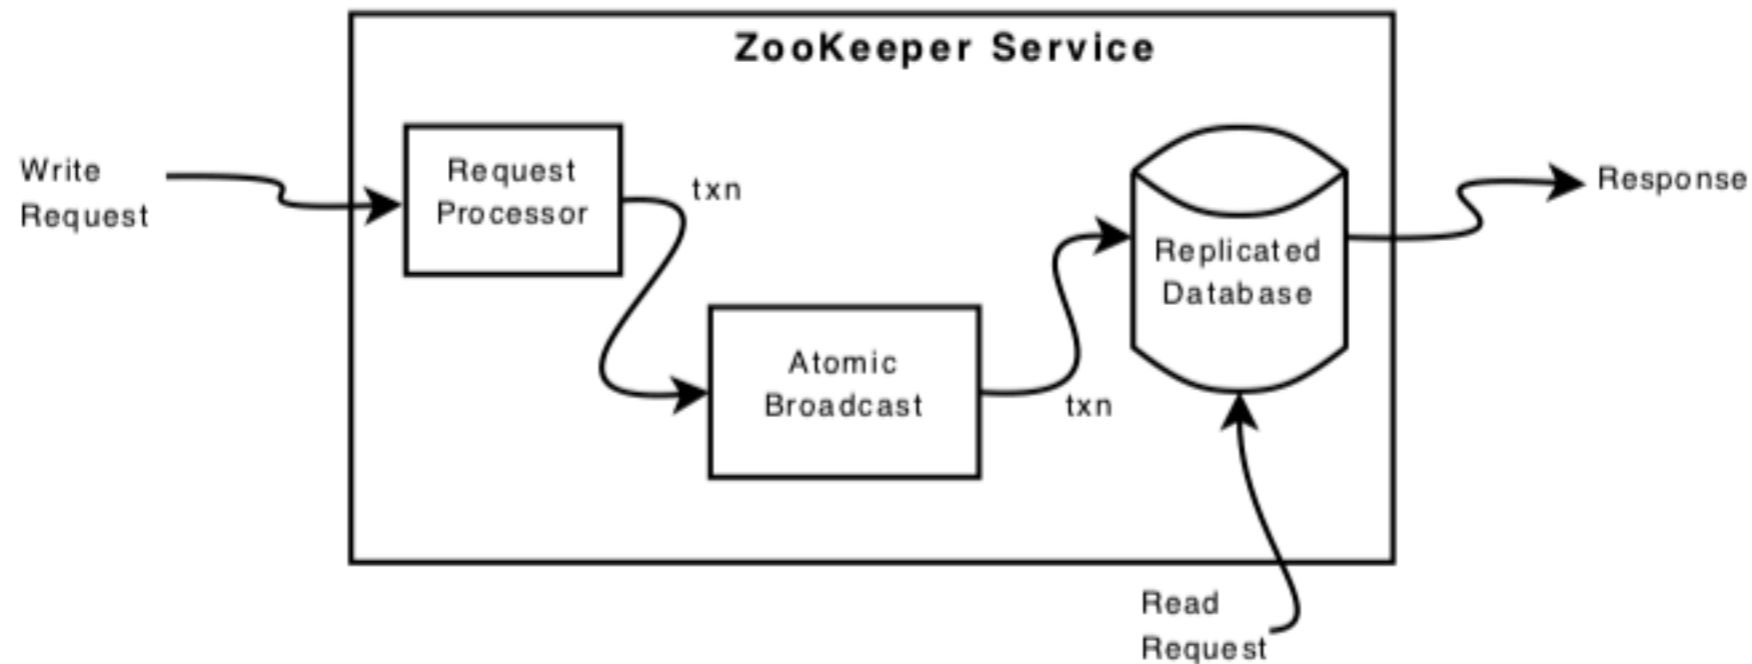 ZooKeeper Service
Write
Request
Request
Processor
txn
Atomic
Broadcast
txn
Replicated
Database
Response
Read
Request